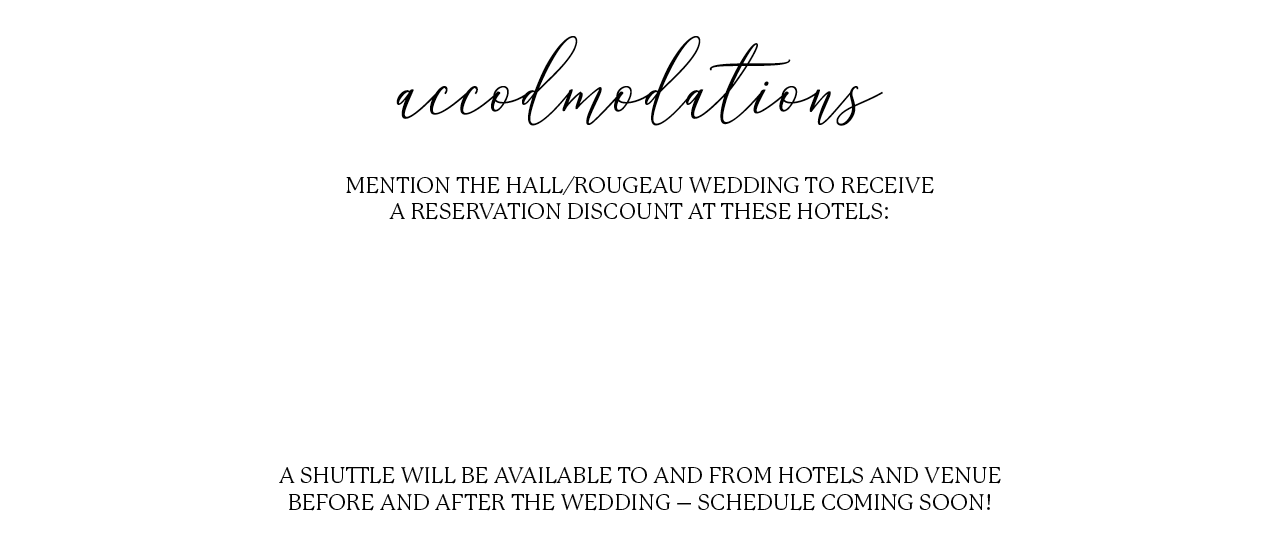 accodmodations
MENTION THE HALL/ROUGEAU WEDDING TO RECEIVE
A RESERVATION DISCOUNT AT THESE HOTELS:
A SHUTTLE WILL BE AVAILABLE TO AND FROM HOTELS AND VENUE
BEFORE AND AFTER THE WEDDING – SCHEDULE COMING SOON!